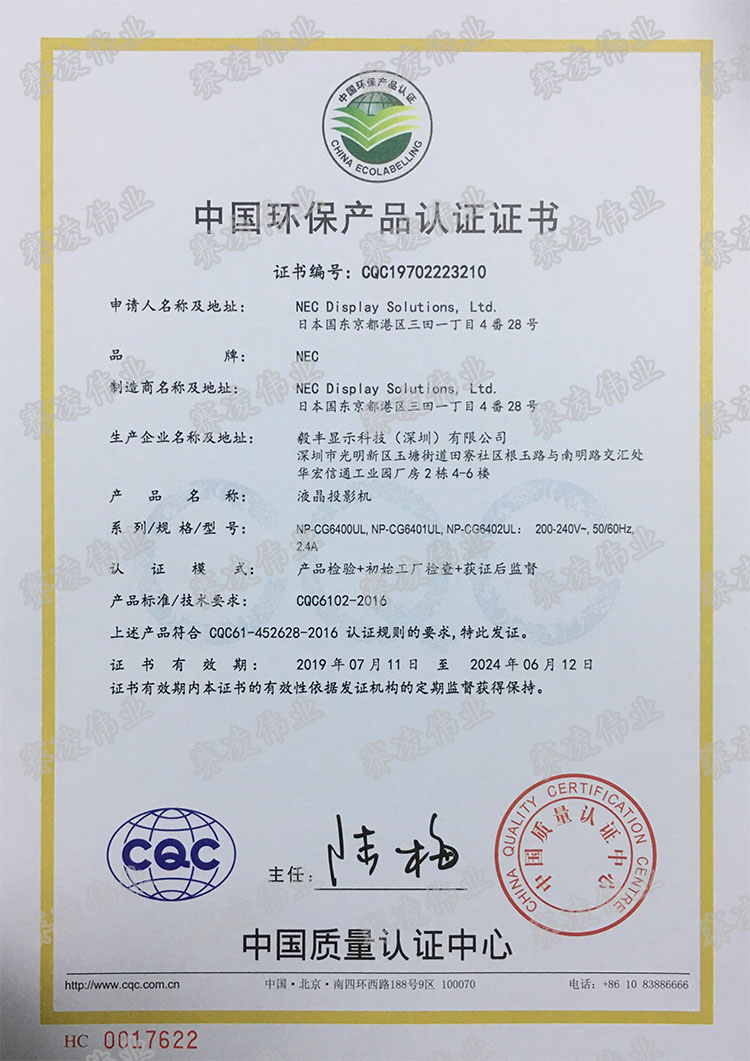 中国环保产品认证
CHINA ECOLABELLING
中国环保产品认证证书
证书编号：CQC19702223210
申请人名称及地址： NEC Display Solutions, Ltd.
日本国东京都港区三田一丁目4番28号
品 牌： NEC
制造商名称及地址： NEC Display Solutions, Ltd.
日本国东京都港区三田一丁目4番28号
生产企业名称及地址： 毅丰显示科技（深圳）有限公司
深圳市光明新区玉塘街道田寮社区根玉路与南明路交汇处
华宏信通工业园厂房2栋4-6楼
产 品 名 称： 液晶投影机
系列/规格/型号： NP-CG6400UL, NP-CG6401UL, NP-CG6402UL： 200-240V~, 50/60Hz,
2.4A
认 证 模 式： 产品检验+初始工厂检查+获证后监督
产品标准/技术要求： CQC6102-2016
上述产品符合 CQC61-452628-2016 认证规则的要求,特此发证。
证 书 有 效 期： 2019年07月11日 至 2024年06月12日
证书有效期内本证书的有效性依据发证机构的定期监督获得保持。
CQC
主任：陆梅
CHINA QUALITY CERTIFICATION CENTRE
中国质量认证中心
中国质量认证中心
http://www.cqc.com.cn 中国·北京·南四环西路188号9区 100070 电话：+86 10 83886666
HC 0017622
赛凌伟业